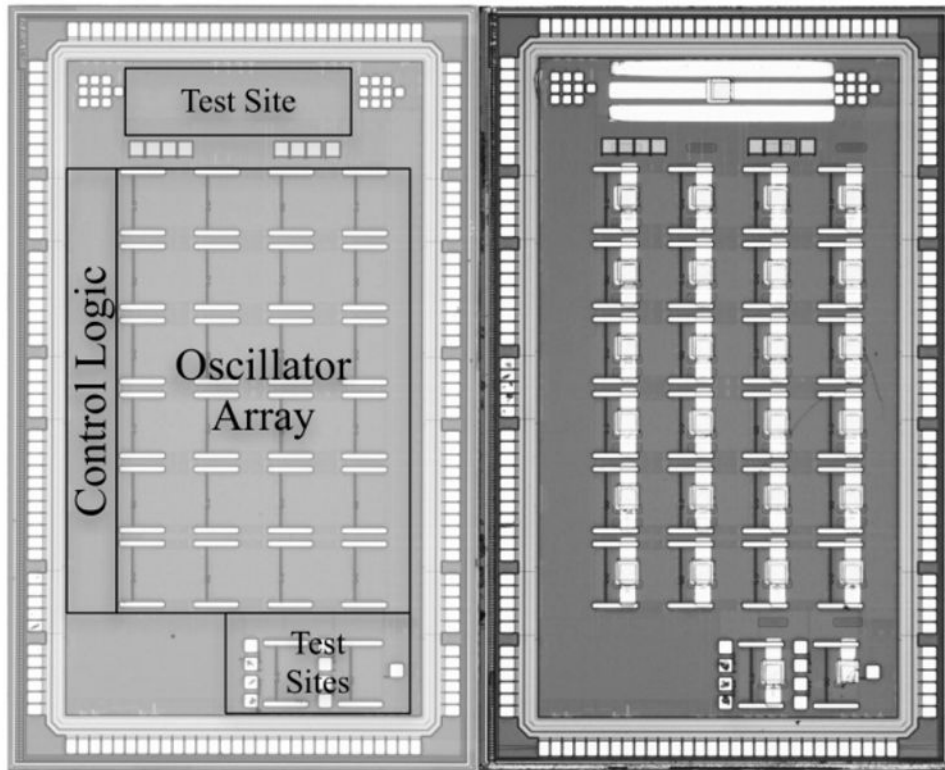 Test Site
Control Logic
Oscillator
Array
Test
Sites